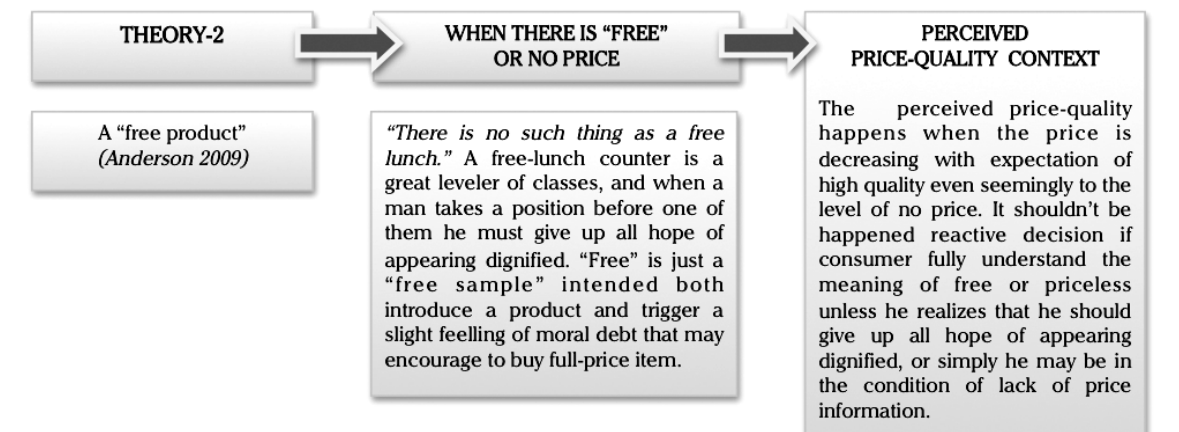 THEORY-2
A “free product”
(Anderson 2009)
WHEN THERE IS “FREE”
OR NO PRICE
“There is no such thing as a free
lunch.” A free-lunch counter is a
great leveler of classes, and when a
man takes a position before one of
them he must give up all hope of
appearing dignified. “Free” is just a
“free sample” intended both
introduce a product and trigger a
slight feelling of moral debt that may
encourage to buy full-price item.
PERCEIVED
PRICE-QUALITY CONTEXT
The perceived price-quality
happens when the price is
decreasing with expectation of
high quality even seemingly to the
level of no price. It shouldn’t be
happened reactive decision if
consumer fully understand the
meaning of free or priceless
unless he realizes that he should
give up all hope of appearing
dignified, or simply he may be in
the condition of lack of price
information.